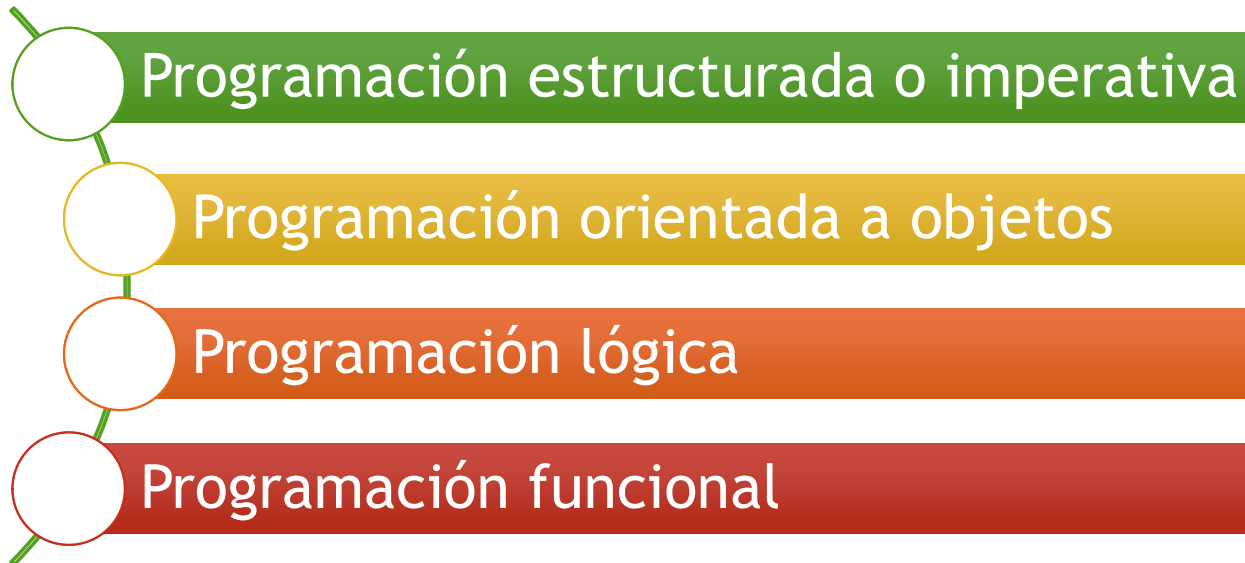 Programación estructurada o imperativa
Programación orientada a objetos
Programación lógica
Programación funcional